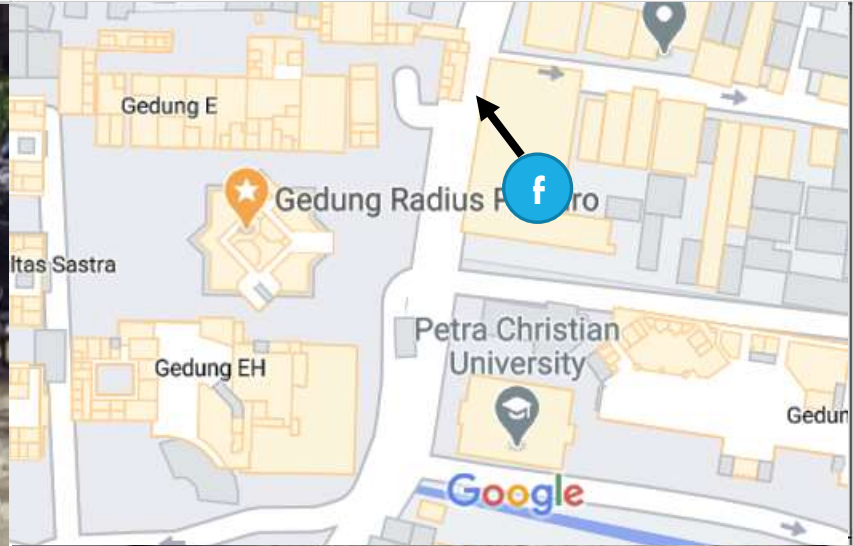 Gedung E
Gedung Radius P ro
f
ltas Sastra
Petra Christian
University
Gedung EH
Gedun
Google